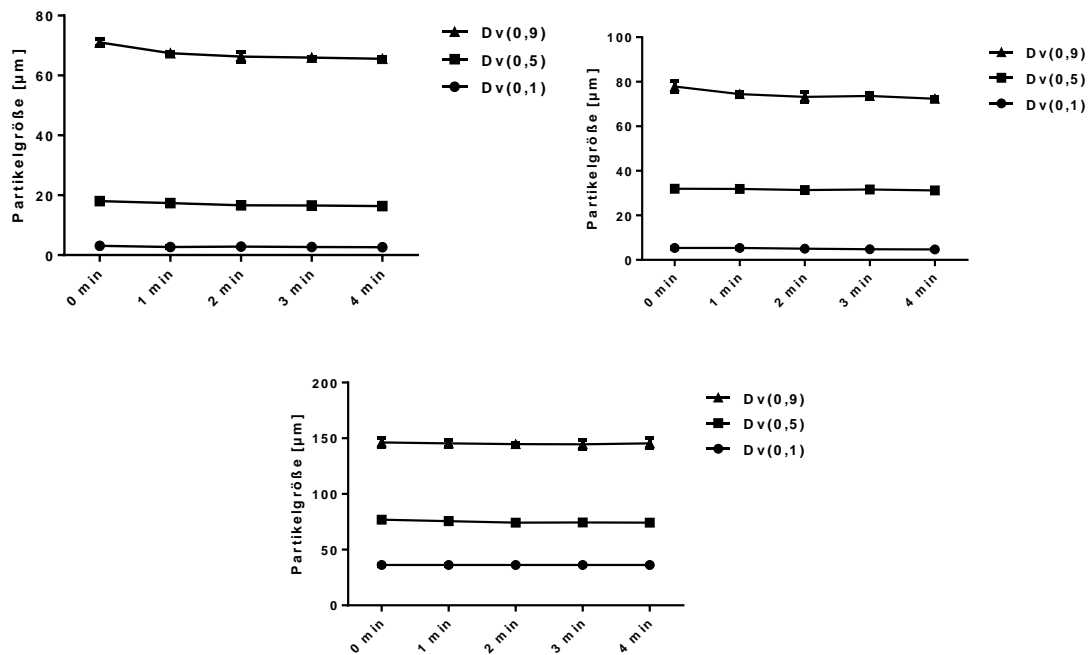 Partikelgröße [µm]
80
60
40
20
0
0 min
1 min
2 min
3 min
4 min
Dv(0,9)
Dv(0,5)
Dv(0,1)
Partikelgröße [µm]
100
80
60
40
20
0
0 min
1 min
2 min
3 min
4 min
Dv(0,9)
Dv(0,5)
Dv(0,1)
Partikelgröße [µm]
200
150
100
50
0
0 min
1 min
2 min
3 min
4 min
Dv(0,9)
Dv(0,5)
Dv(0,1)